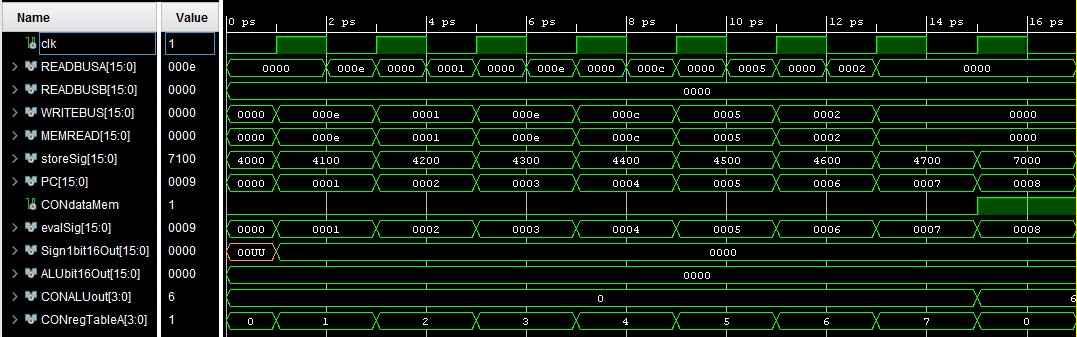 Name Value 0 ps 2 ps 4 ps 6 ps 8 ps 10 ps 12 ps 14 ps 16 ps
clk 1
READBUSA[15:0] 000e 0000 000e 0000 0001 0000 000e 0000 000c 0000 0005 0000 0002 0000
READBUSB[15:0] 0000 0000
WRITEBUS[15:0] 0000 0000 000e 0001 000e 000c 0005 0002 0000
MEMREAD[15:0] 0000 0000 000e 0001 000e 000c 0005 0002 0000
storeSig[15:0] 7100 4000 4100 4200 4300 4400 4500 4600 4700 7000
PC[15:0] 0009 0000 0001 0002 0003 0004 0005 0006 0007 0008
CONdataMem 1
evalSig[15:0] 0009 0000 0001 0002 0003 0004 0005 0006 0007 0008
Sign1bit16Out[15:0] 0000 00UU 0000
ALUbit16Out[15:0] 0000 0000
CONALUout[3:0] 6 0 6
CONregTableA[3:0] 1 0 1 2 3 4 5 6 7 0